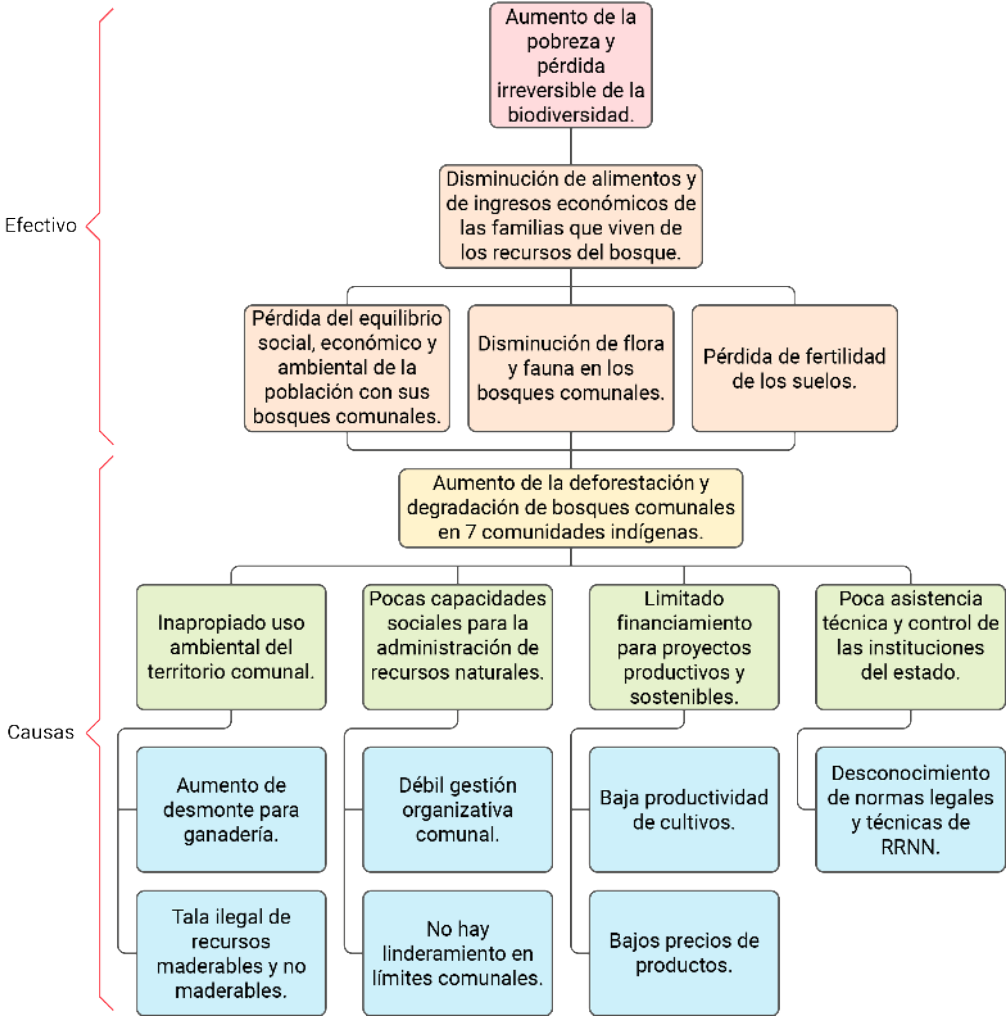 Aumento de la
pobreza y
pérdida
irreversible de la
biodiversidad.
Disminución de alimentos y
de ingresos económicos de
las familias que viven de
los recursos del bosque.
Efectivo
Pérdida del equilibrio
social, económico y
ambiental de la
población con sus
bosques comunales.
Disminución de flora
y fauna en los
bosques comunales.
Pérdida de fertilidad
de los suelos.
Aumento de la deforestación y
degradación de bosques comunales
en 7 comunidades indígenas.
Inapropiado uso
ambiental del
territorio comunal.
Pocas capacidades
sociales para la
administración de
recursos naturales.
Limitado
financiamiento
para proyectos
productivos y
sostenibles.
Poca asistencia
técnica y control de
las instituciones
del estado.
Causas
Aumento de
desmonte para
ganadería.
Débil gestión
organizativa
comunal.
Baja productividad
de cultivos.
Desconocimiento
de normas legales
y técnicas de
RRNN.
Tala ilegal de
recursos
maderables y no
maderables.
No hay
linderamiento en
límites comunales.
Bajos precios de
productos.